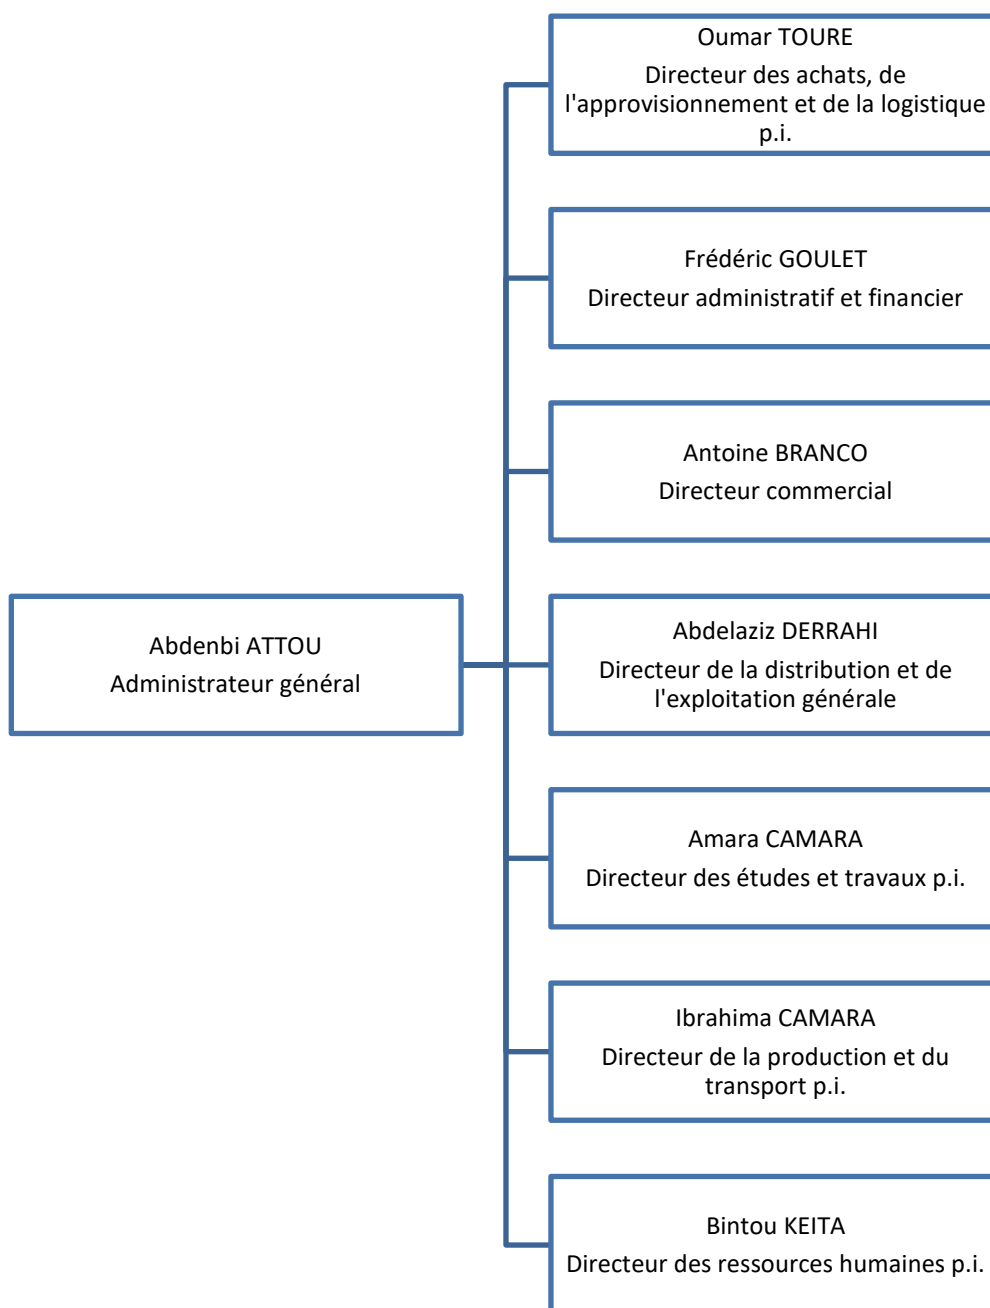 Oumar TOURE
Directeur des achats, de
l'approvisionnement et de la logistique
p.i.
Frédéric GOULET
Directeur administratif et financier
Antoine BRANCO
Directeur commercial
Abdenbi ATTOU
Administrateur général
Abdelaziz DERRAHI
Directeur de la distribution et de
l'exploitation générale
Amara CAMARA
Directeur des études et travaux p.i.
Ibrahima CAMARA
Directeur de la production et du
transport p.i.
Bintou KEITA
Directeur des ressources humaines p.i.